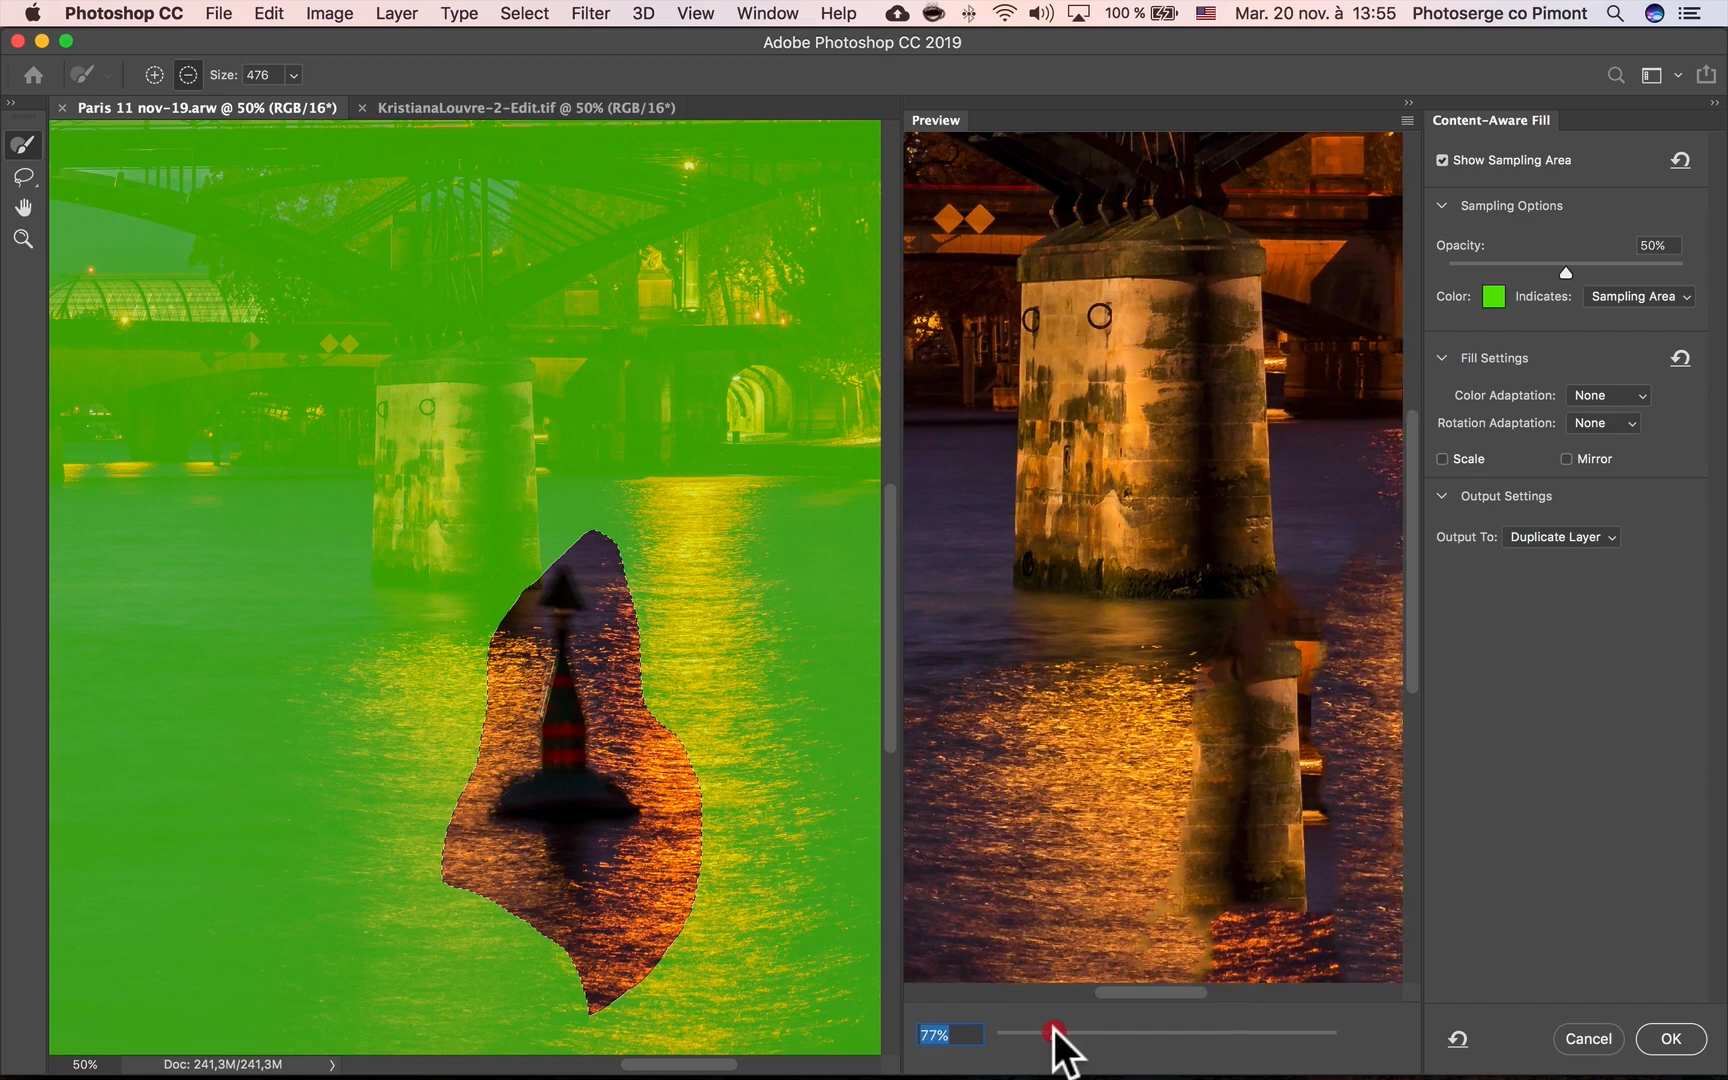 Photoshop CC File Edit Image Layer Type Select Filter 3D View Window Help 100 % Mar. 20 nov. à 13:55 Photoserge co Pimont
Adobe Photoshop CC 2019
Size: 476
Paris 11 nov-19.arw @ 50% (RGB/16*) KristianaLouvre-2-Edit.tif @ 50% (RGB/16*)
Preview
Content-Aware Fill
Show Sampling Area
Sampling Options
Opacity: 50%
Color: Indicates: Sampling Area
Fill Settings
Color Adaptation: None
Rotation Adaptation: None
Scale Mirror
Output Settings
Output To: Duplicate Layer
77%
Cancel OK
50% Doc: 241,3M/241,3M